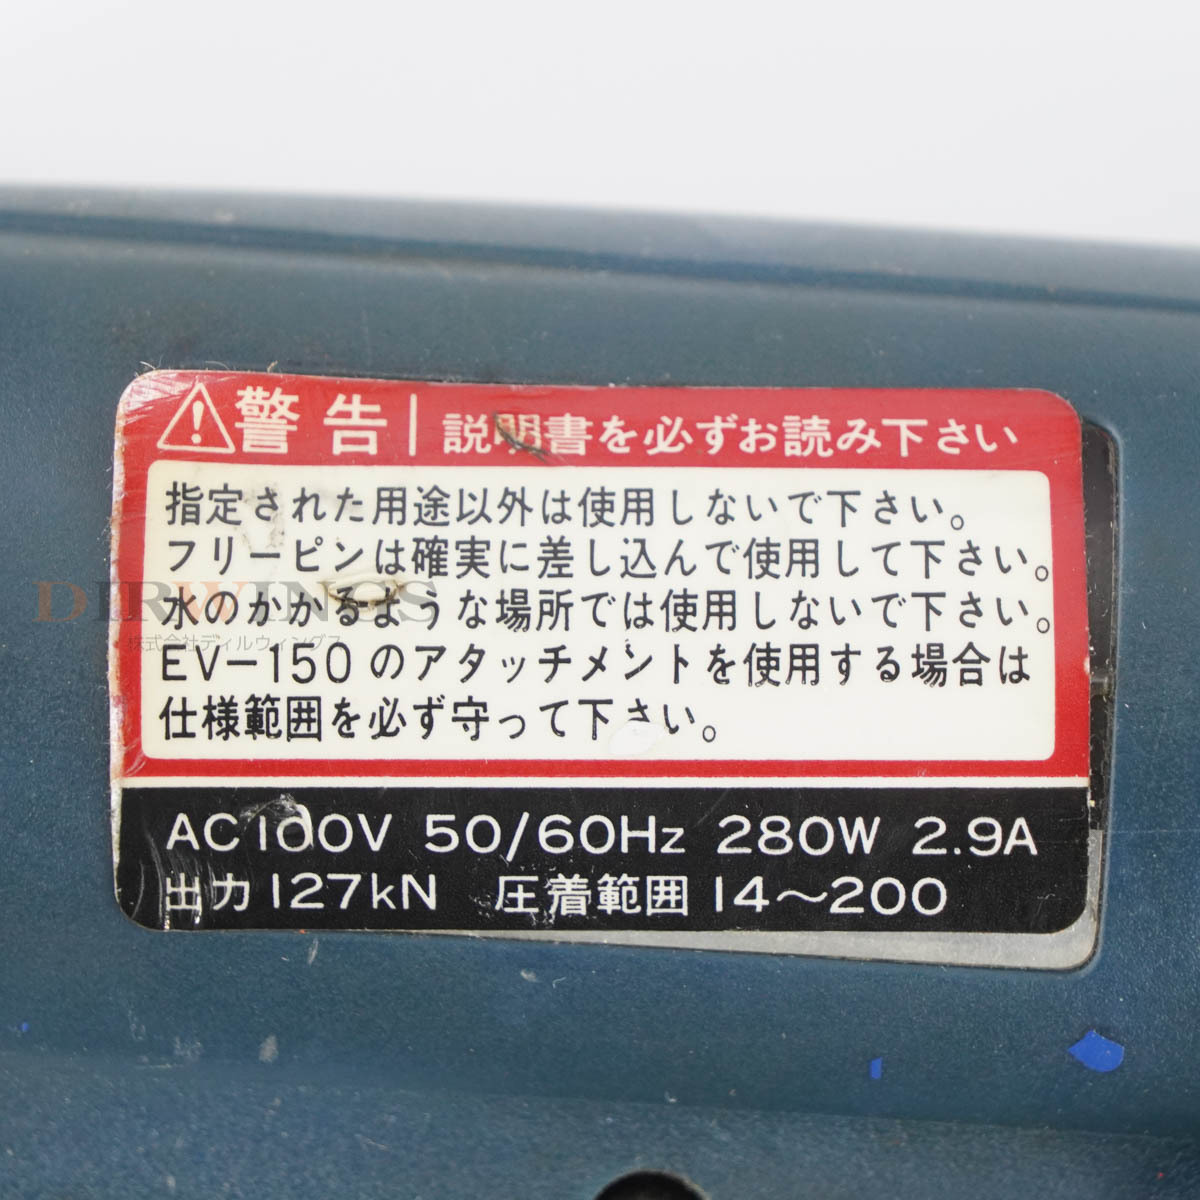 警告 説明書を必ずお読み下さい
指定された用途以外は使用しないで下さい。
フリーピンは確実に差し込んで使用して下さい。
水のかかるような場所では使用しないで下さい。
EV-150のアタッチメントを使用する場合は
仕様範囲を必ず守って下さい。
AC100V 50/60Hz 280W 2.9A
出力127kN 圧着範囲14〜200
DIRWINGS
株式会社ディルウィングス